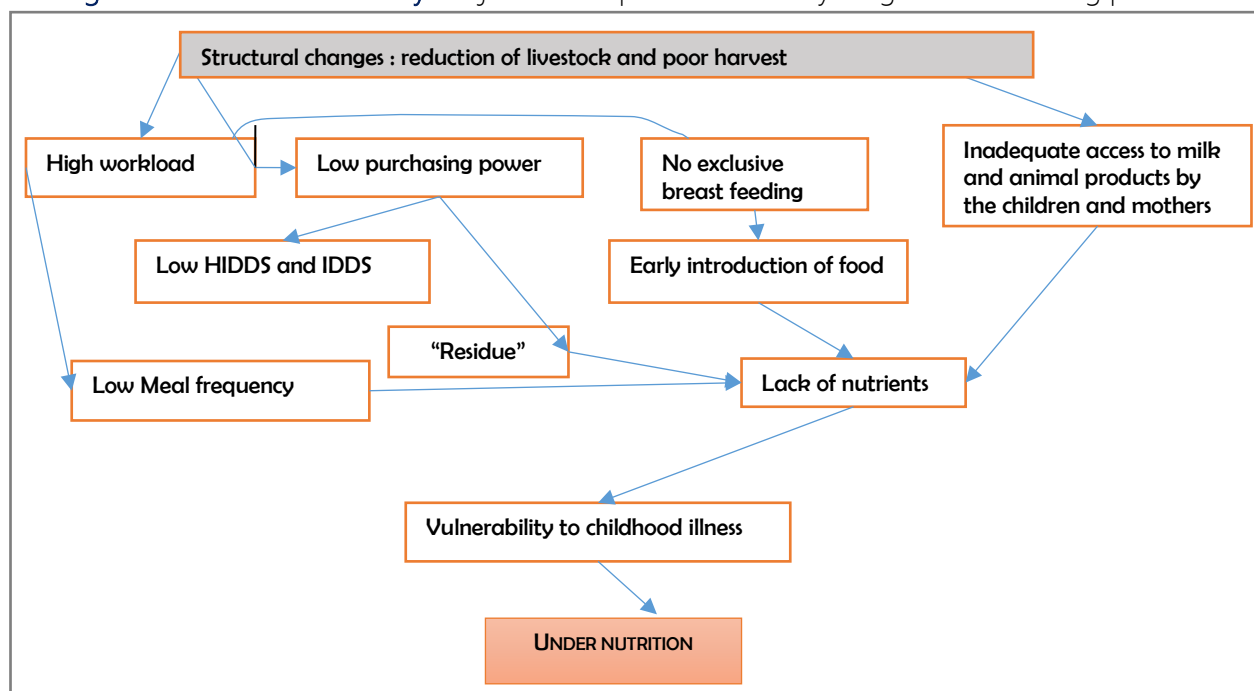 Structural changes : reduction of livestock and poor harvest
High workload
Low purchasing power
No exclusive
breast feeding
Inadequate access to milk
and animal products by
the children and mothers
Low HIDDS and IDDS
Early introduction of food
“Residue”
Low Meal frequency
Lack of nutrients
Vulnerability to childhood illness
UNDER NUTRITION